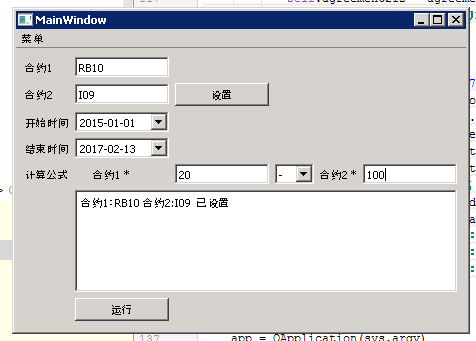 MainWindow
菜单
合约1 RB10
合约2 I09 设置
开始时间 2015-01-01
结束时间 2017-02-13
计算公式 合约1 * 20 - 合约2 * 100
合约1:RB10 合约2:I09 已设置
运行
137 app = QApplication(sys.argv)